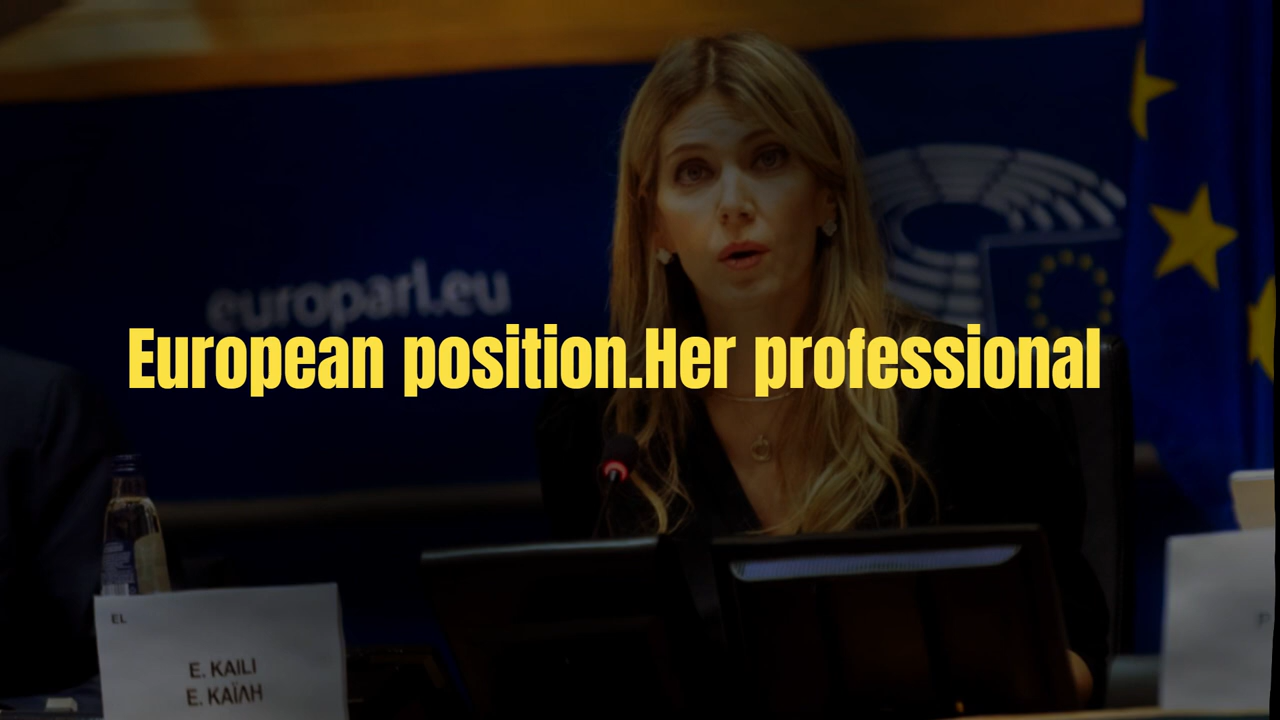 europarl.eu
European position.Her professional
EL
E. KAILI
E. ΚΑΪΛΗ